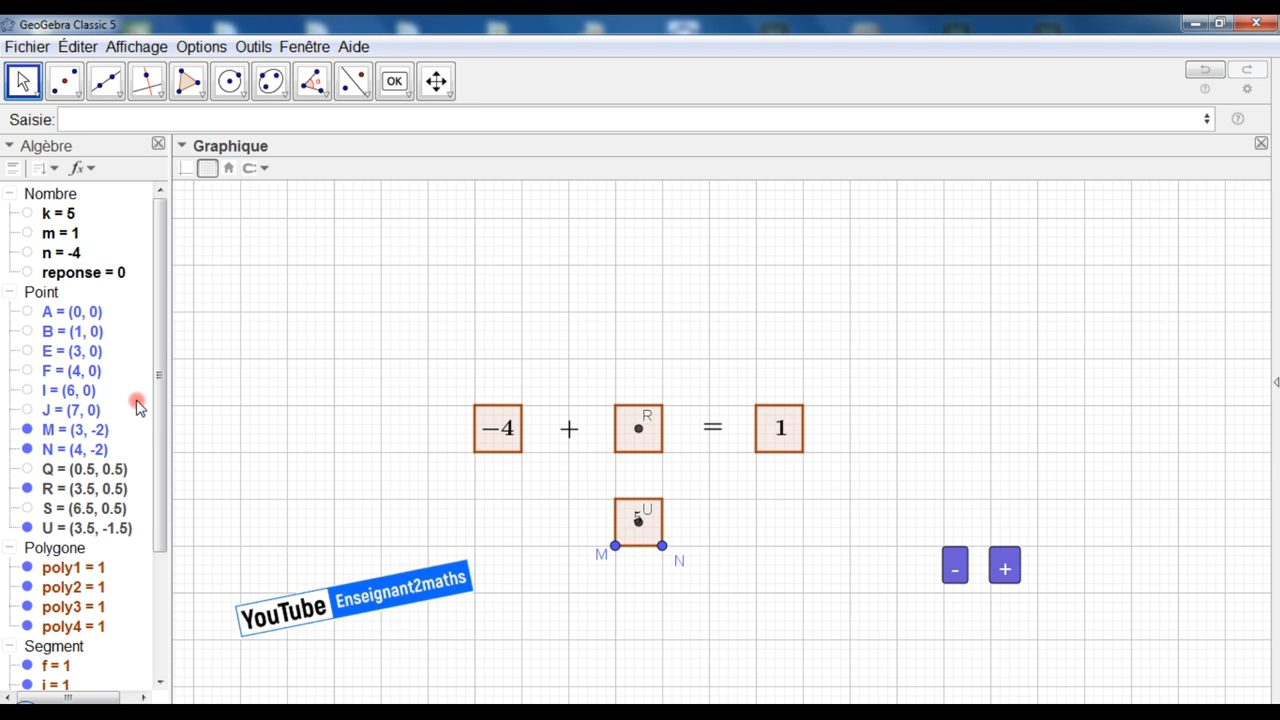 GeoGebra Classic 5
Fichier Éditer Affichage Options Outils Fenêtre Aide
OK
Saisie:
Algèbre
Graphique
Nombre
k = 5
m = 1
n = -4
reponse = 0
Point
A = (0, 0)
B = (1, 0)
E = (3, 0)
F = (4, 0)
I = (6, 0)
J = (7, 0)
M = (3, -2)
N = (4, -2)
Q = (0.5, 0.5)
R = (3.5, 0.5)
S = (6.5, 0.5)
U = (3.5, -1.5)
Polygone
poly1 = 1
poly2 = 1
poly3 = 1
poly4 = 1
Segment
f = 1
i = 1
R
−4 + = 1
5 U
M N
- +
YouTube Enseignant2maths